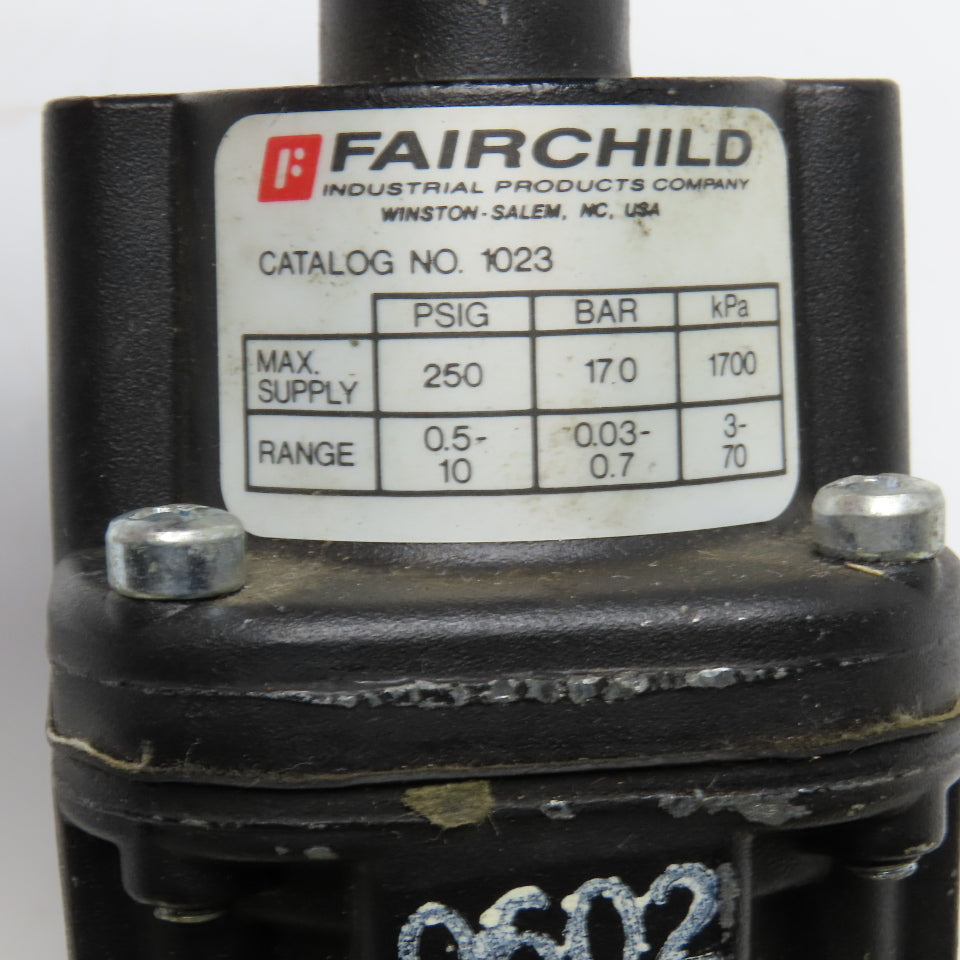 FAIRCHILD
INDUSTRIAL PRODUCTS COMPANY
WINSTON-SALEM, NC, USA
CATALOG NO. 1023
PSIG BAR kPa
MAX. SUPPLY 250 17.0 1700
RANGE 0.5-10 0.03-0.7 3-70
0602